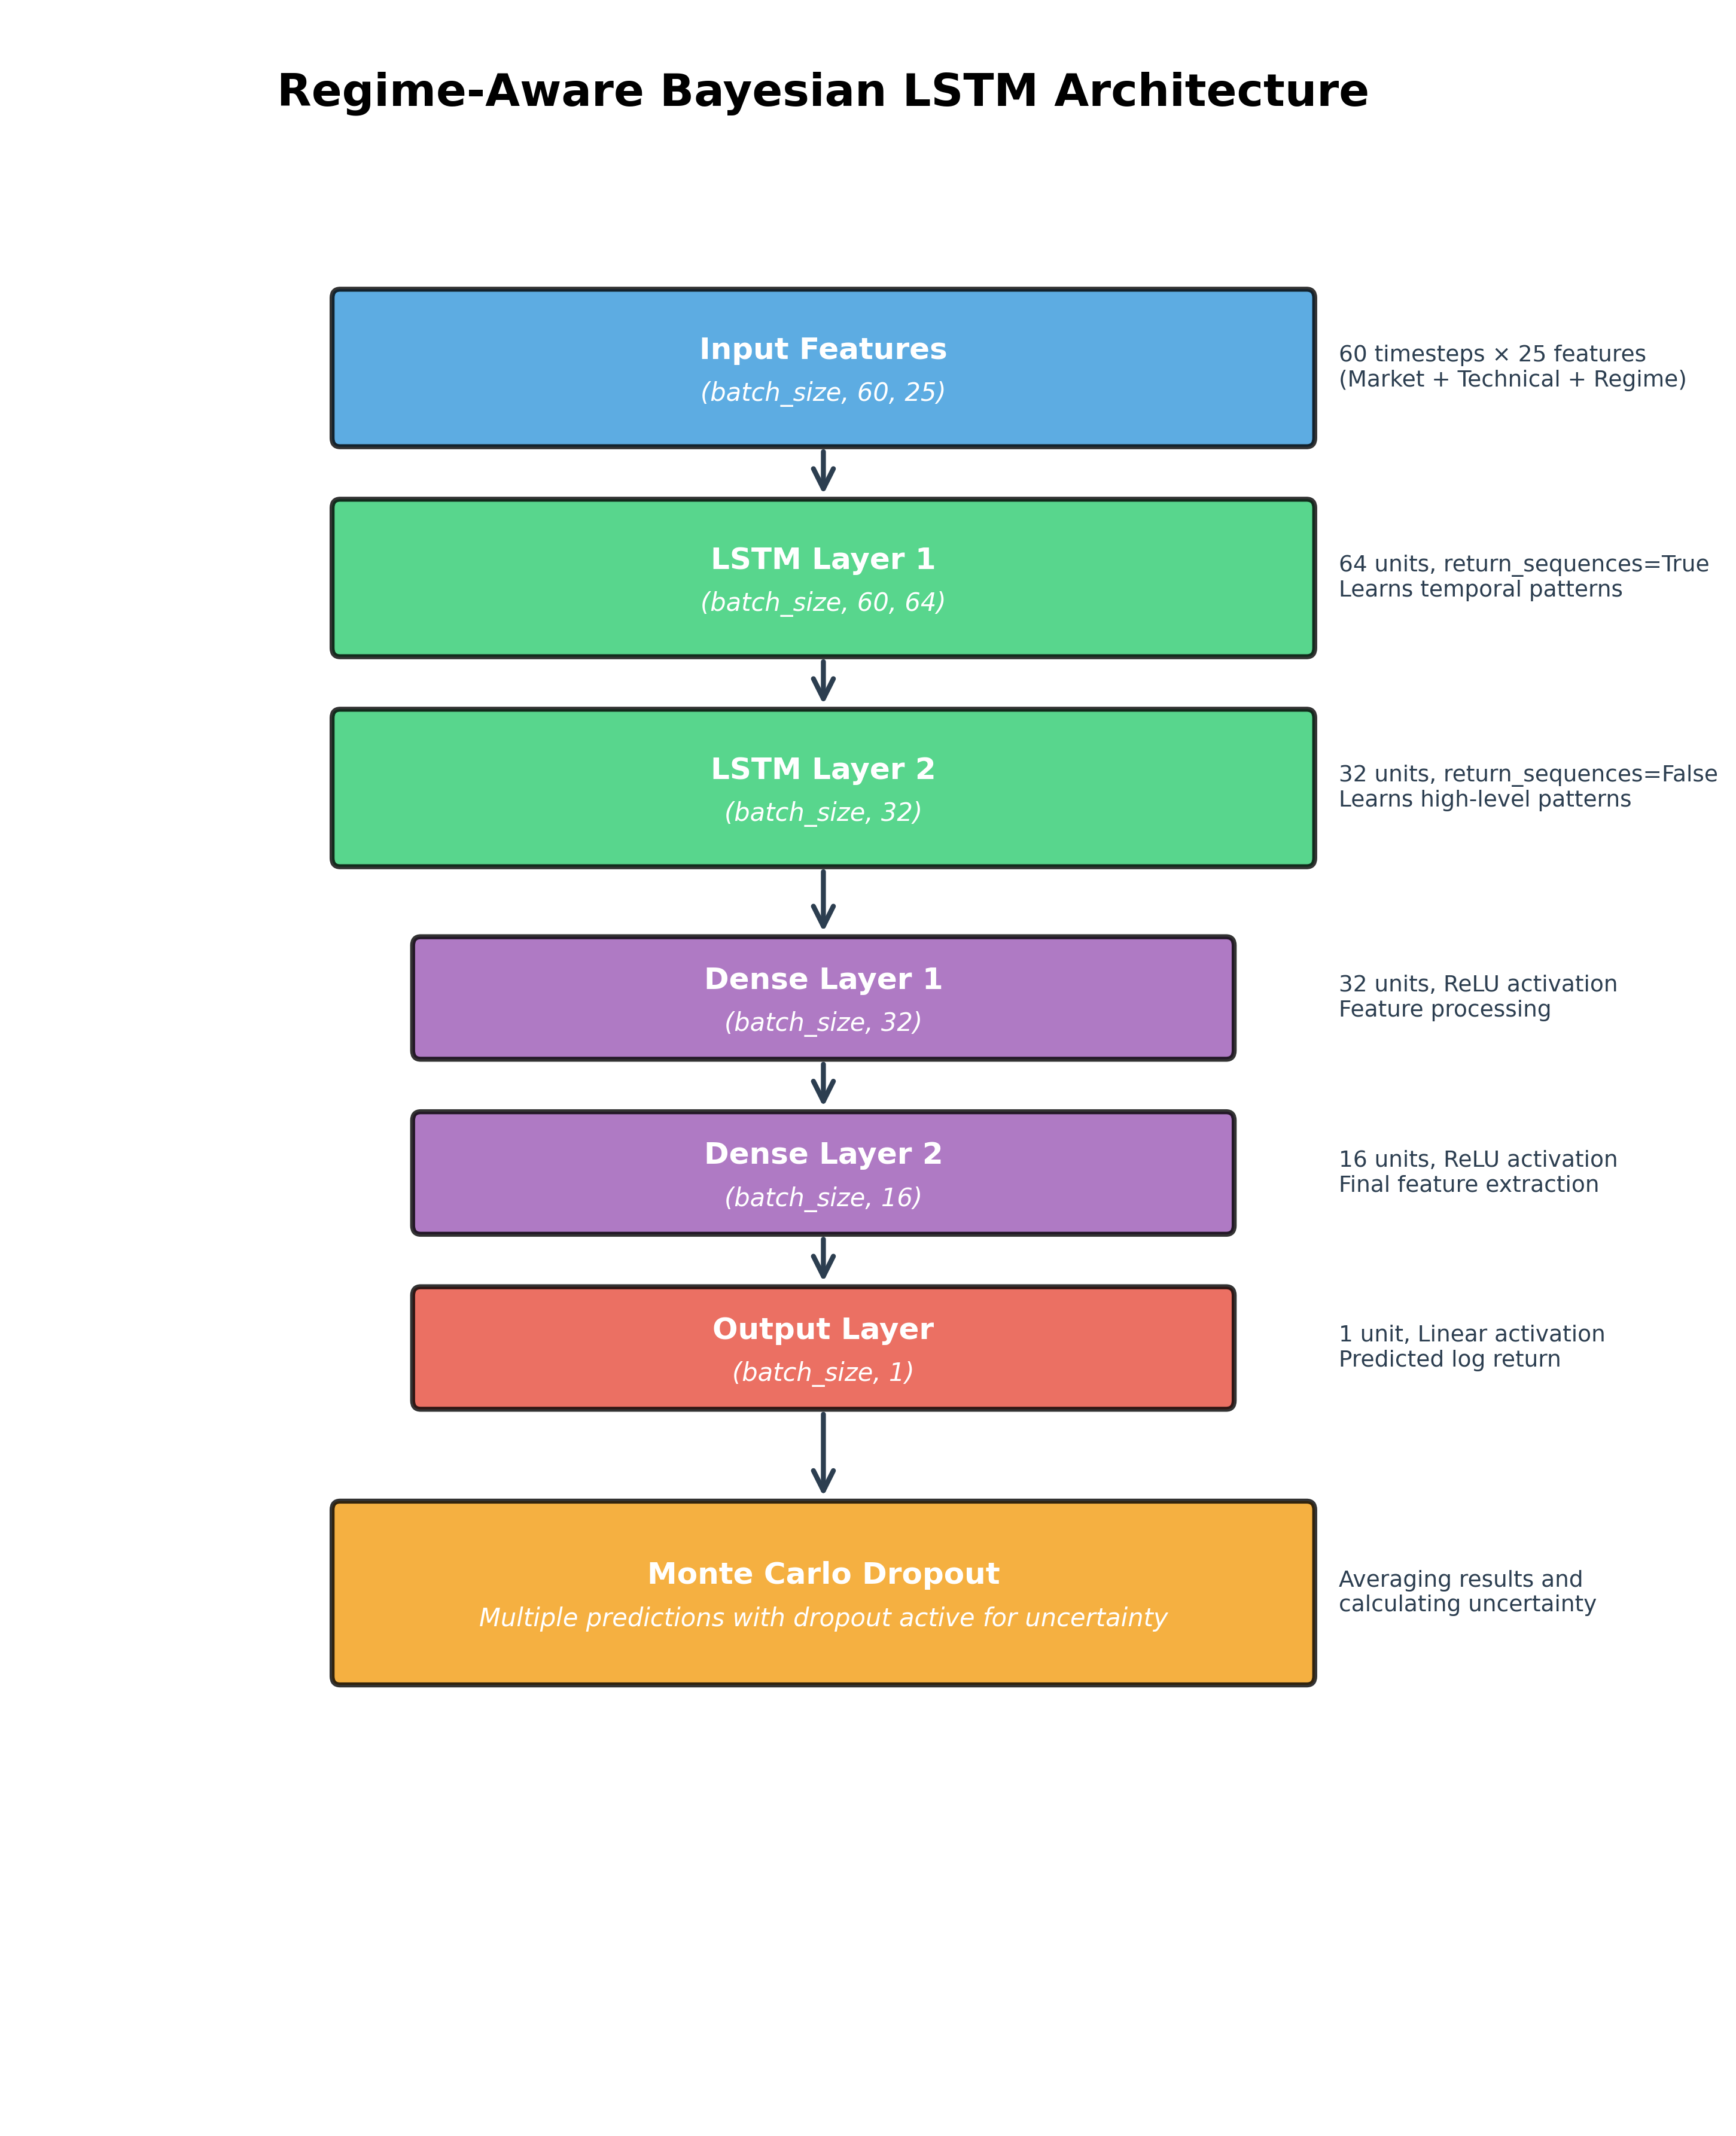 Regime-Aware Bayesian LSTM Architecture
Input Features
(batch_size, 60, 25)
60 timesteps × 25 features
(Market + Technical + Regime)
LSTM Layer 1
(batch_size, 60, 64)
64 units, return_sequences=True
Learns temporal patterns
LSTM Layer 2
(batch_size, 32)
32 units, return_sequences=False
Learns high-level patterns
Dense Layer 1
(batch_size, 32)
32 units, ReLU activation
Feature processing
Dense Layer 2
(batch_size, 16)
16 units, ReLU activation
Final feature extraction
Output Layer
(batch_size, 1)
1 unit, Linear activation
Predicted log return
Monte Carlo Dropout
Multiple predictions with dropout active for uncertainty
Averaging results and
calculating uncertainty